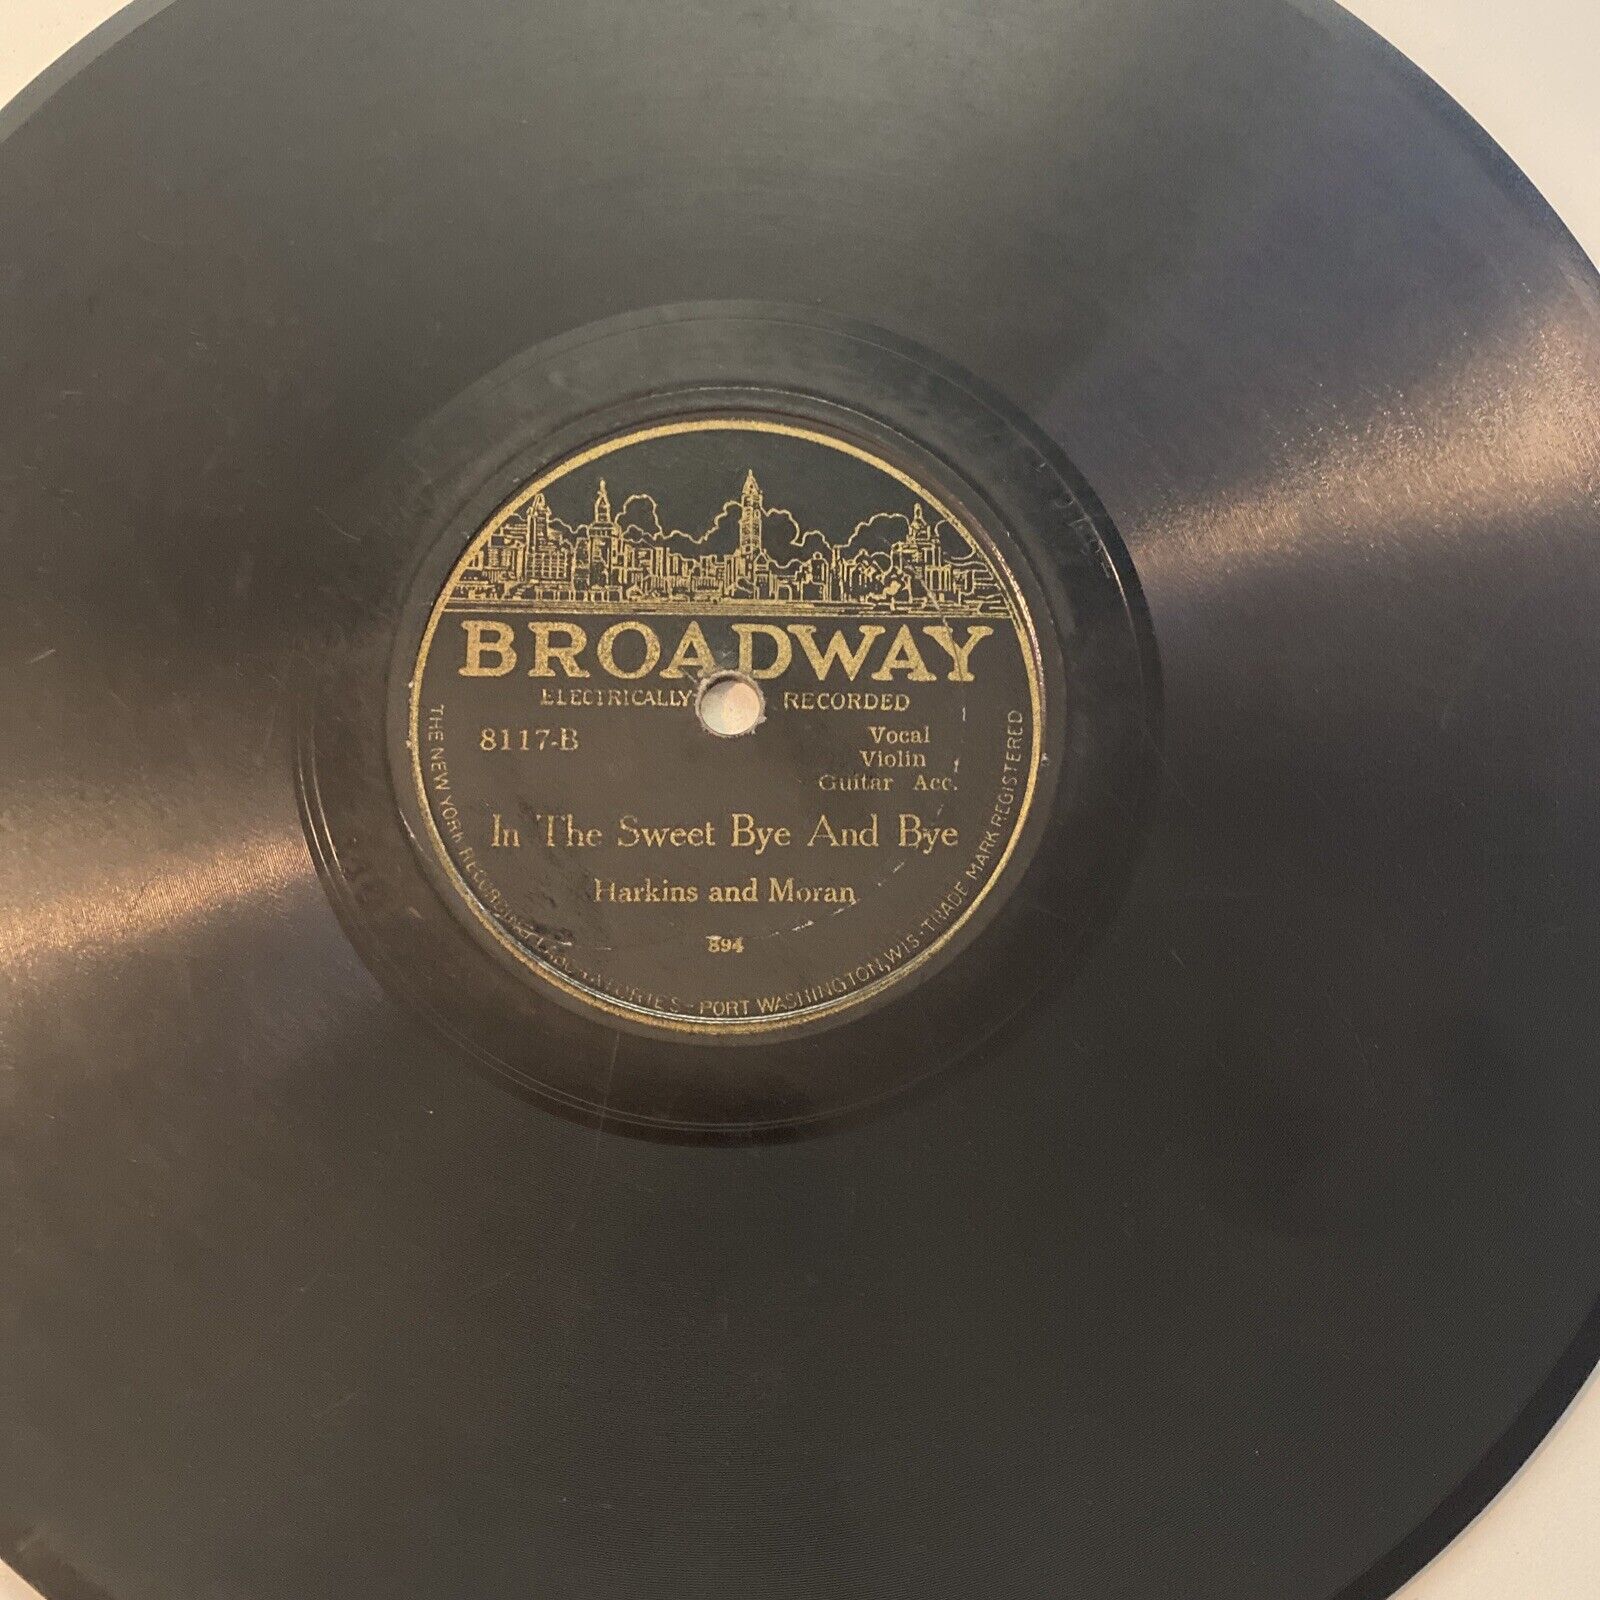 BROADWAY
ELECTRICALLY RECORDED
8117-B
Vocal
Violin
Guitar Acc.
In The Sweet Bye And Bye
Harkins and Moran
894
THE NEW YORK RECORDING LABORATORIES - PORT WASHINGTON, WIS. - TRADE MARK REGISTERED